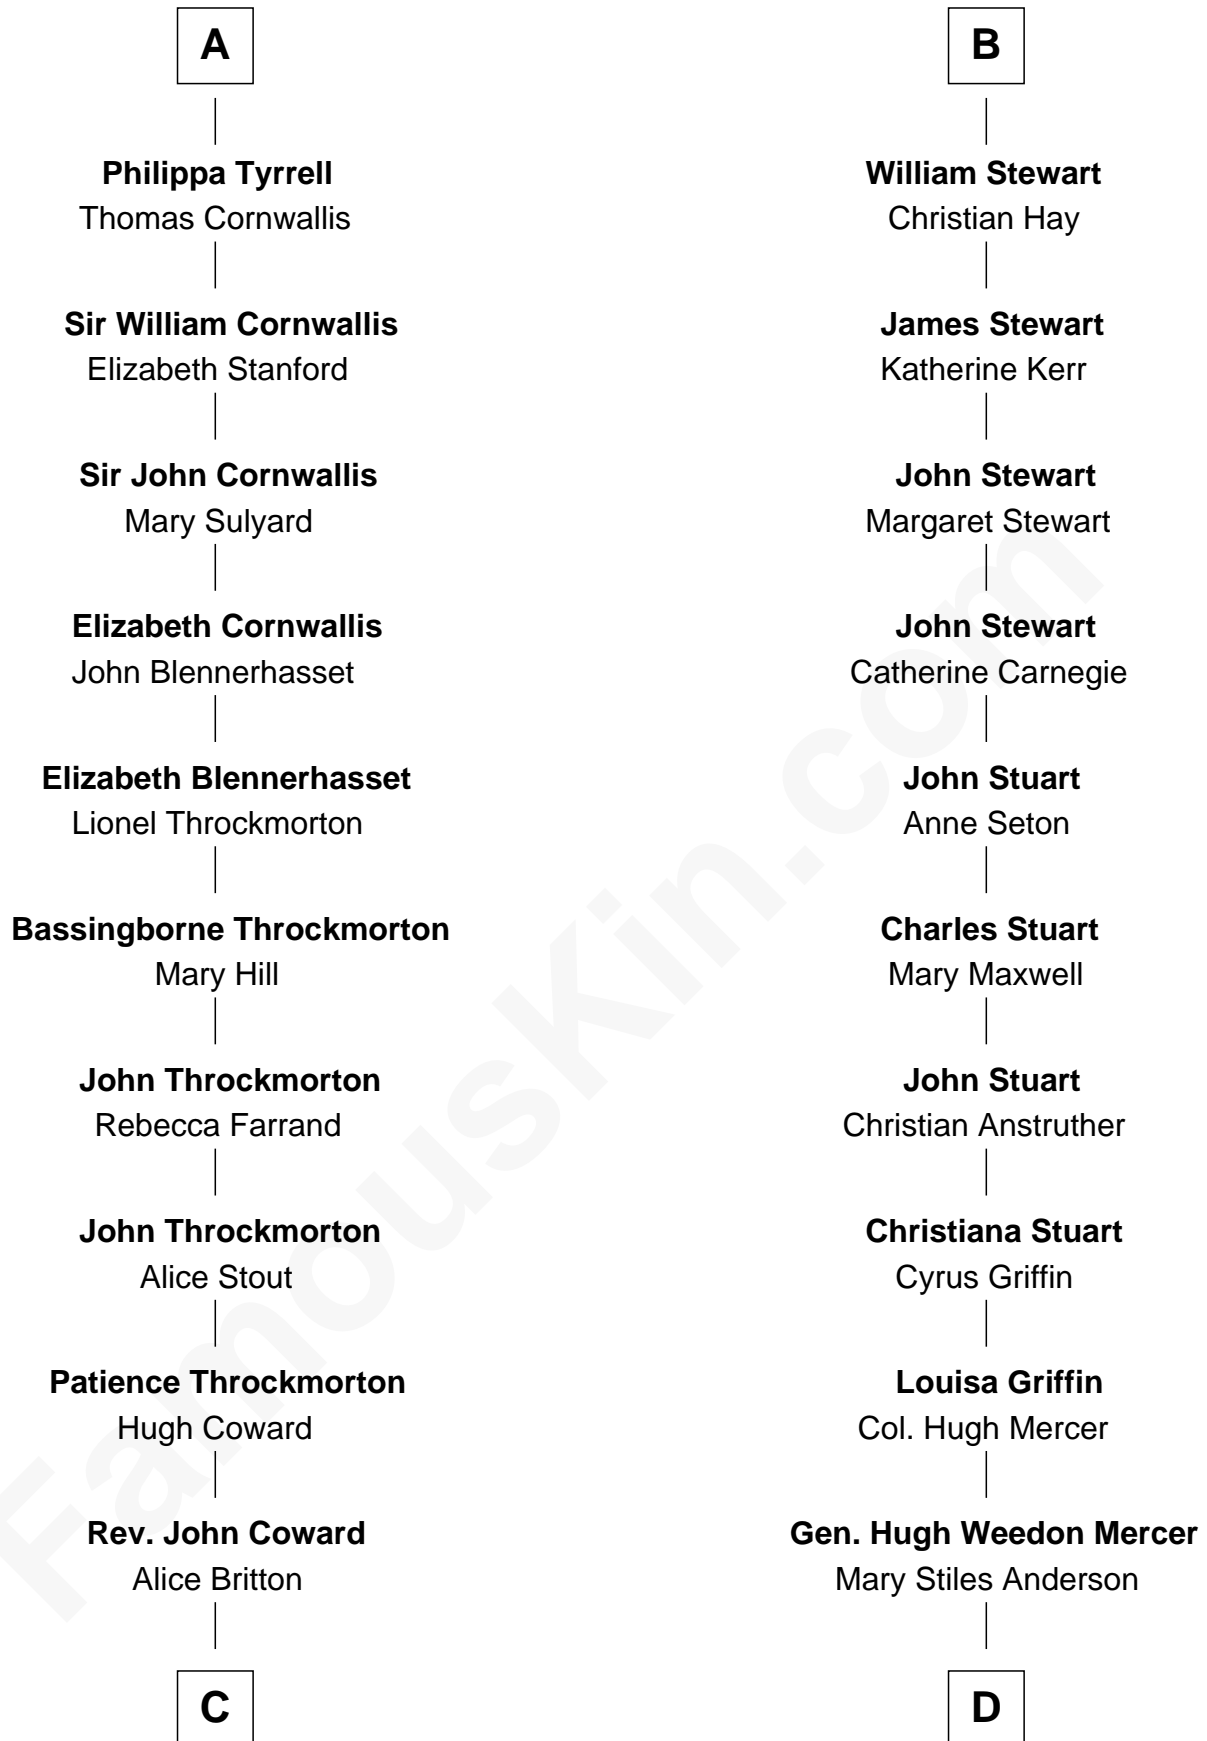 A
Philippa Tyrrell
Thomas Cornwallis
Sir William Cornwallis
Elizabeth Stanford
Sir John Cornwallis
Mary Sulyard
Elizabeth Cornwallis
John Blennerhasset
Elizabeth Blennerhasset
Lionel Throckmorton
Bassingborne Throckmorton
Mary Hill
John Throckmorton
Rebecca Farrand
John Throckmorton
Alice Stout
Patience Throckmorton
Hugh Coward
Rev. John Coward
Alice Britton
C
B
William Stewart
Christian Hay
James Stewart
Katherine Kerr
John Stewart
Margaret Stewart
John Stewart
Catherine Carnegie
John Stuart
Anne Seton
Charles Stuart
Mary Maxwell
John Stuart
Christian Anstruther
Christiana Stuart
Cyrus Griffin
Louisa Griffin
Col. Hugh Mercer
Gen. Hugh Weedon Mercer
Mary Stiles Anderson
D
FamousKin.com